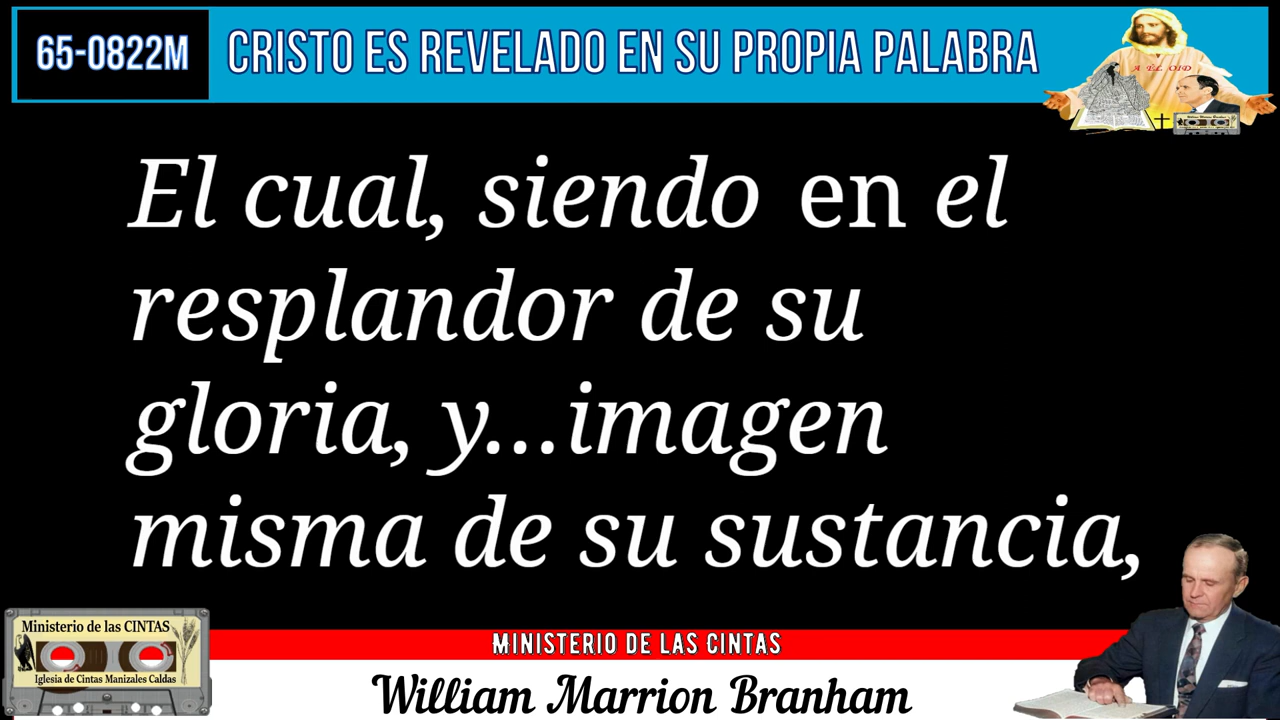 65-0822M CRISTO ES REVELADO EN SU PROPIA PALABRA
A ÉL OID
El cual, siendo en el
resplandor de su
gloria, y...imagen
misma de su sustancia,
Ministerio de las CINTAS
Iglesia de Cintas Manizales Caldas
MINISTERIO DE LAS CINTAS
William Marrion Branham